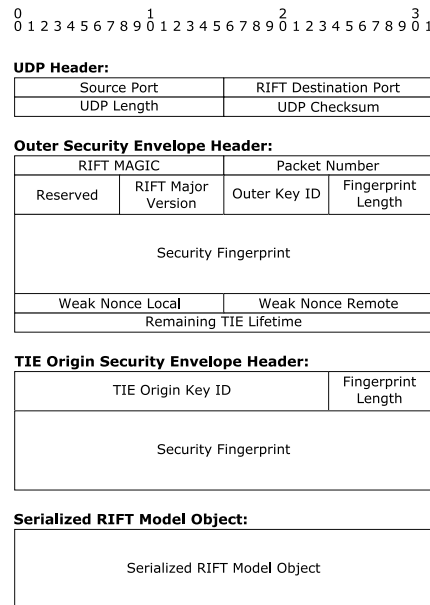 0 1 2 3
0 1 2 3 4 5 6 7 8 9 0 1 2 3 4 5 6 7 8 9 0 1 2 3 4 5 6 7 8 9 0 1
UDP Header:
Source Port RIFT Destination Port
UDP Length UDP Checksum
Outer Security Envelope Header:
RIFT MAGIC Packet Number
Reserved RIFT Major Version Outer Key ID Fingerprint Length
Security Fingerprint
Weak Nonce Local Weak Nonce Remote
Remaining TIE Lifetime
TIE Origin Security Envelope Header:
TIE Origin Key ID Fingerprint Length
Security Fingerprint
Serialized RIFT Model Object:
Serialized RIFT Model Object